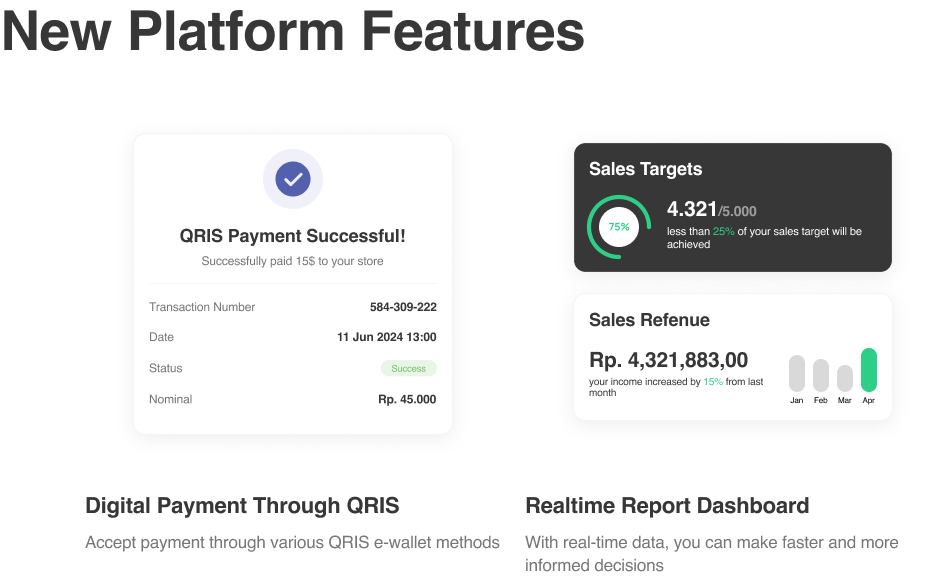 New Platform Features
QRIS Payment Successful!
Successfully paid 15$ to your store
Transaction Number 584-309-222
Date 11 Jun 2024 13:00
Status Success
Nominal Rp. 45.000
Sales Targets
75%
4.321/5.000
less than 25% of your sales target will be
achieved
Sales Refenue
Rp. 4,321,883,00
your income increased by 15% from last
month
Jan Feb Mar Apr
Digital Payment Through QRIS
Accept payment through various QRIS e-wallet methods
Realtime Report Dashboard
With real-time data, you can make faster and more
informed decisions